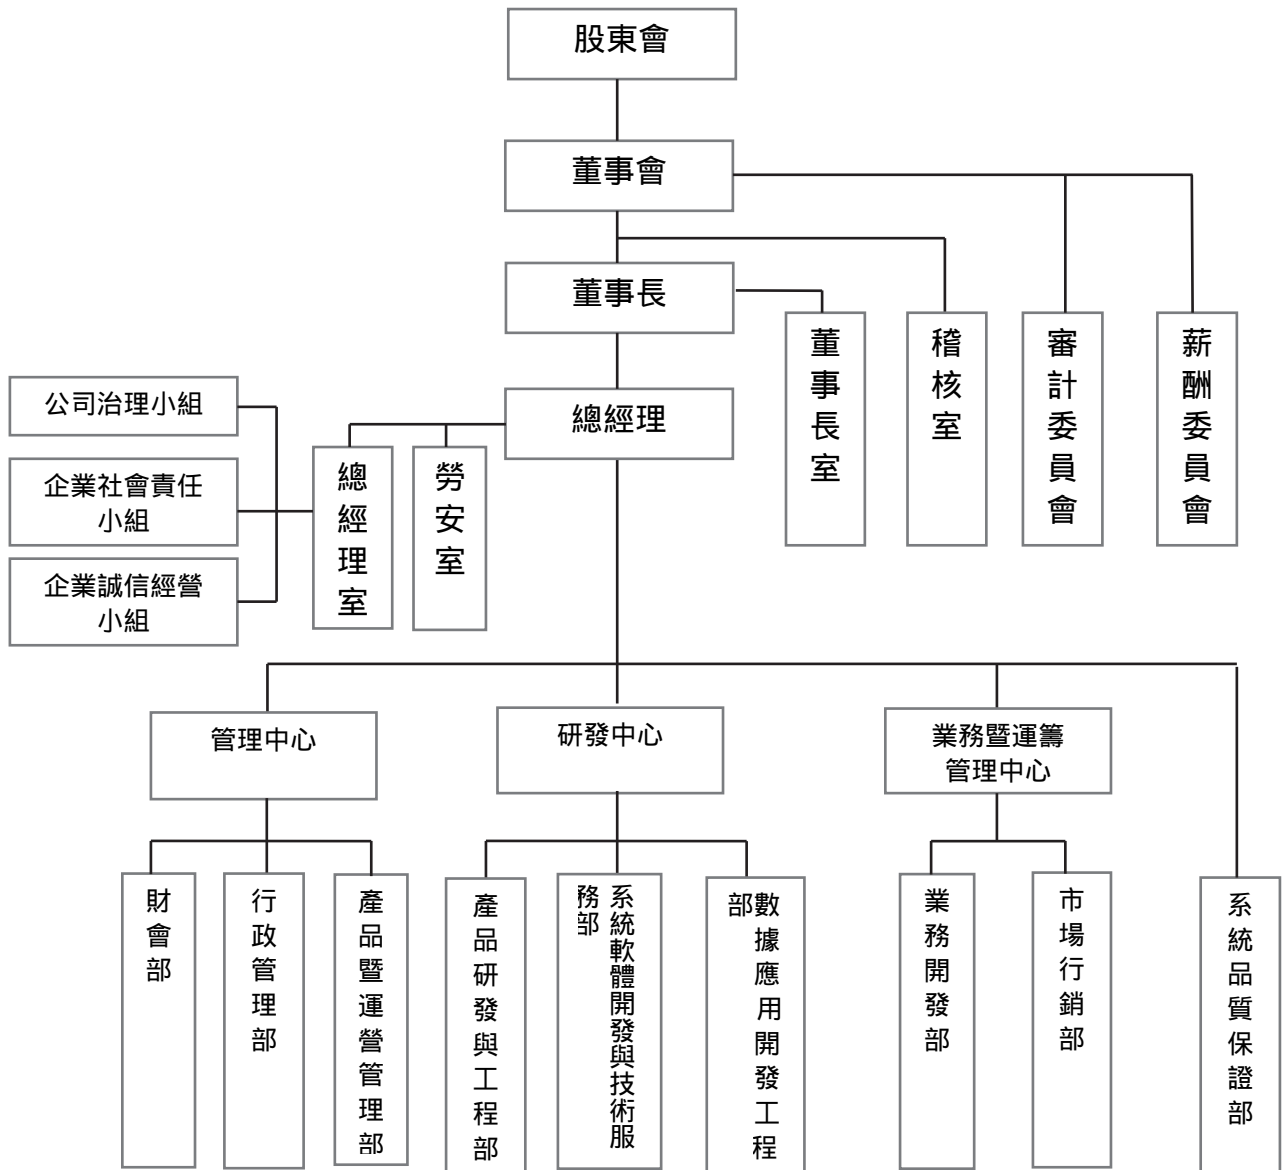 股東會
董事會
董事長
董事長室
稽核室
審計委員會
薪酬委員會
總經理
公司治理小組
企業社會責任
小組
企業誠信經營
小組
總經理室
勞安室
管理中心
研發中心
業務暨運籌
管理中心
財會部
行政管理部
產品暨運營管理部
產品研發與工程部
系統軟體開發與技術服
務部
數據應用開發工程
部
業務開發部
市場行銷部
系統品質保證部